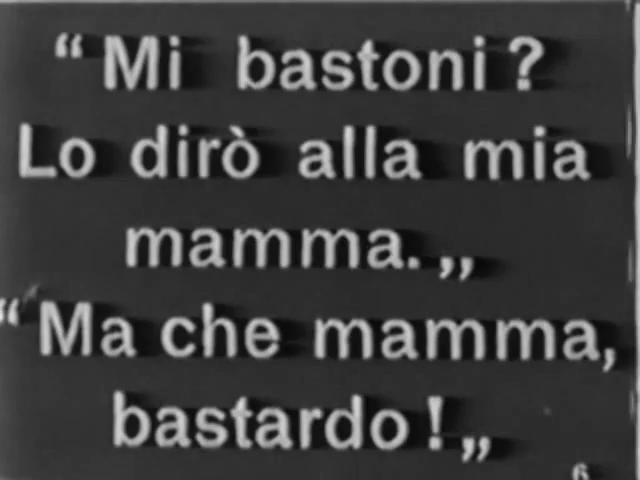 “Mi bastoni?
Lo dirò alla mia
mamma.„
“Ma che mamma,
bastardo!„
6